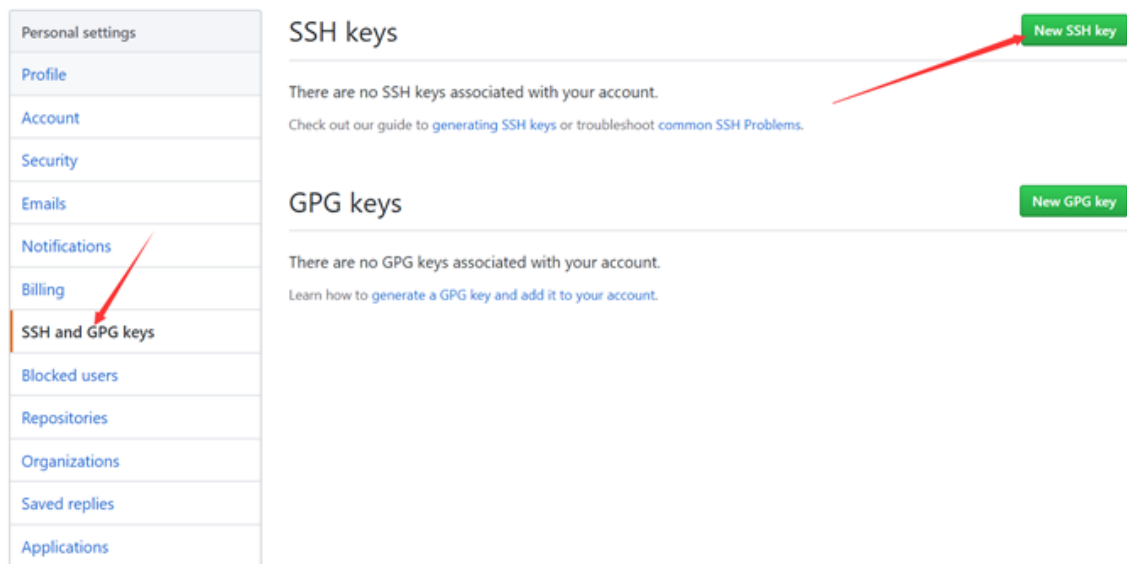 Personal settings
Profile
Account
Security
Emails
Notifications
Billing
SSH and GPG keys
Blocked users
Repositories
Organizations
Saved replies
Applications
SSH keys
New SSH key
There are no SSH keys associated with your account.
Check out our guide to generating SSH keys or troubleshoot common SSH Problems.
GPG keys
New GPG key
There are no GPG keys associated with your account.
Learn how to generate a GPG key and add it to your account.